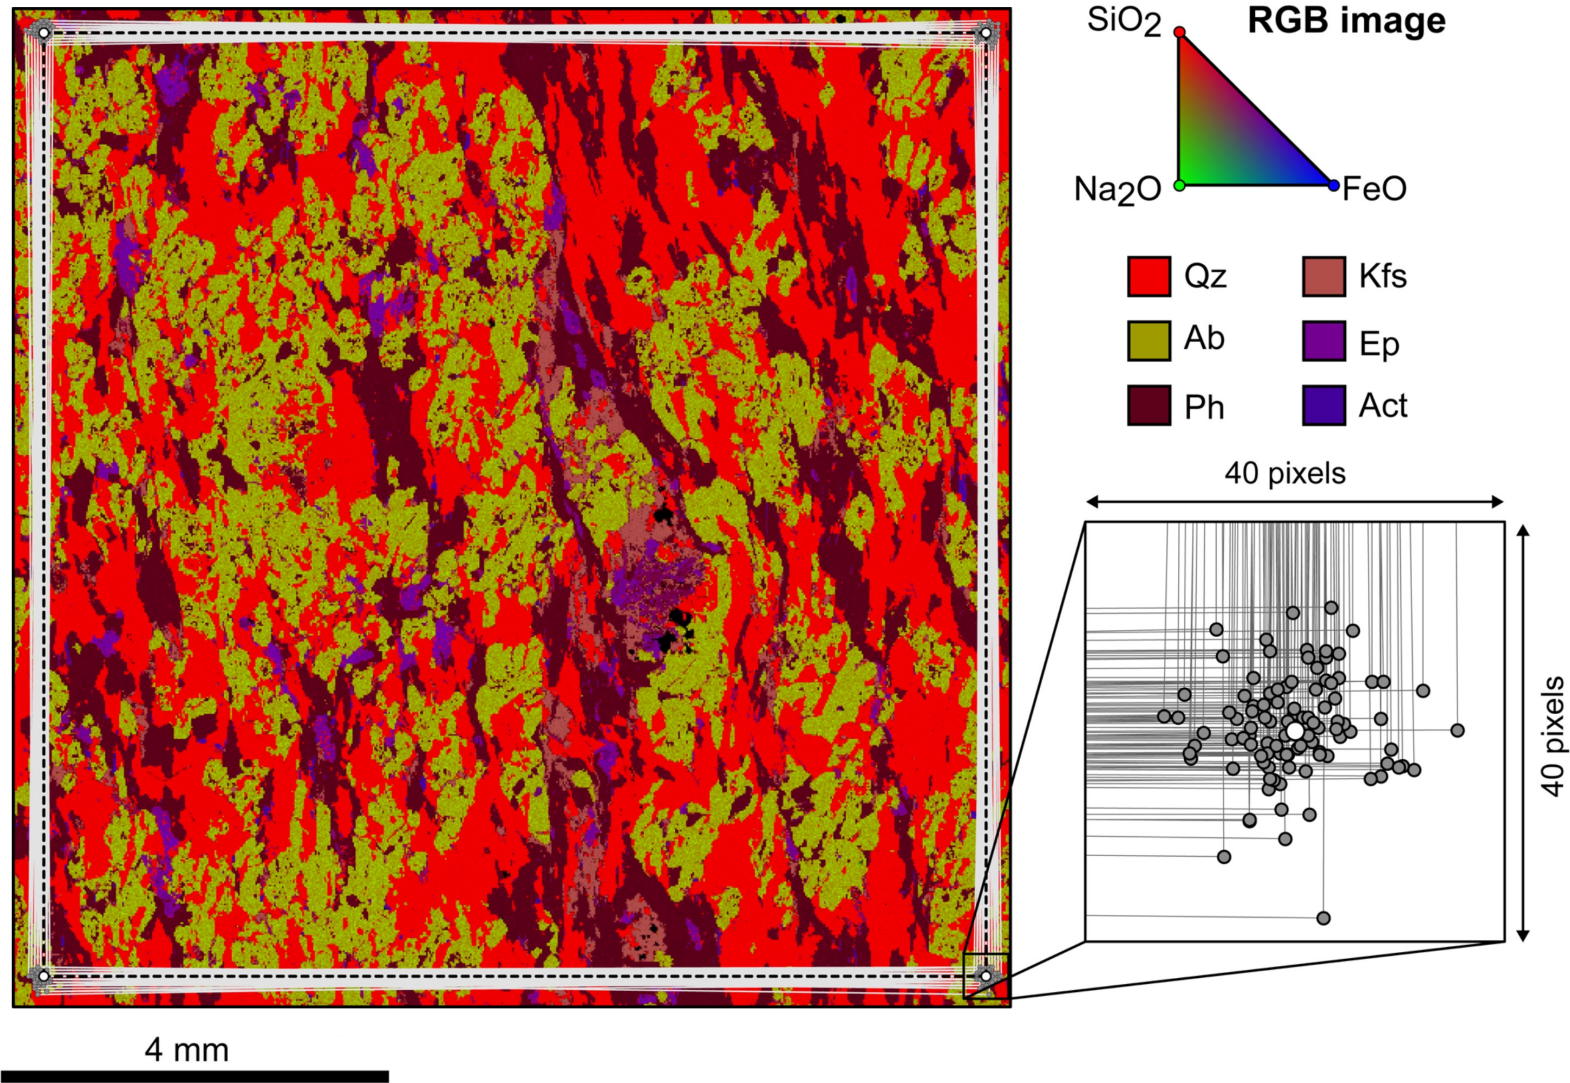 SiO2
RGB image
Na2O
FeO
Qz
Kfs
Ab
Ep
Ph
Act
40 pixels
40 pixels
4 mm